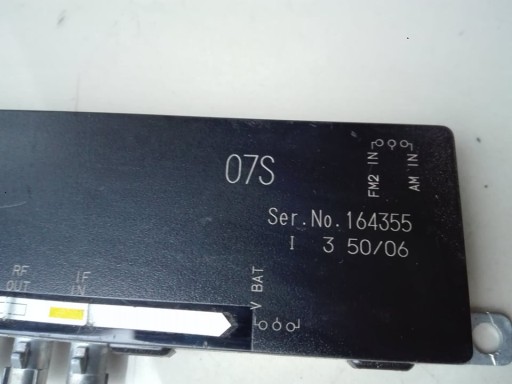 07S
FM2 IN
AM IN
Ser.No.164355
I 3 50/06
RF
OUT
IF
IN
V BAT